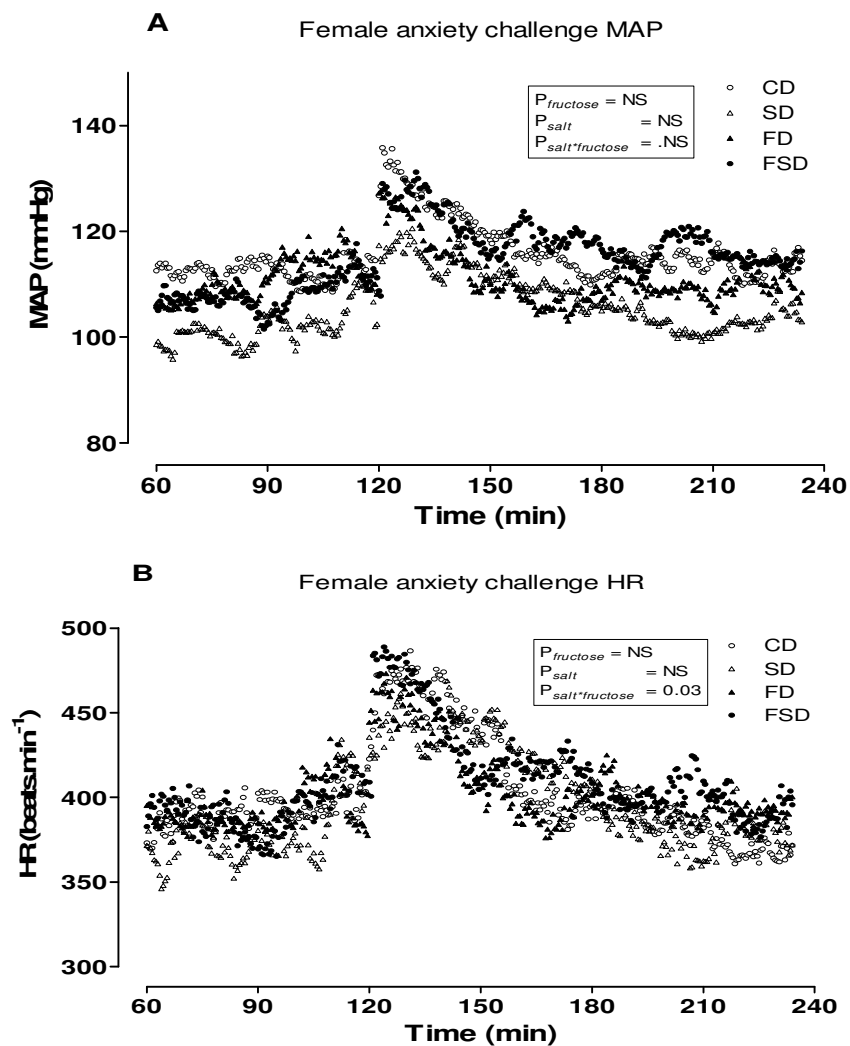 A
Female anxiety challenge MAP
P fructose = NS
P salt = NS
P salt*fructose = .NS
CD
SD
FD
FSD
MAP (mmHg)
140
120
100
80
60 90 120 150 180 210 240
Time (min)
B
Female anxiety challenge HR
P fructose = NS
P salt = NS
P salt*fructose = 0.03
CD
SD
FD
FSD
HR (beats.min⁻¹)
500
450
400
350
300
60 90 120 150 180 210 240
Time (min)